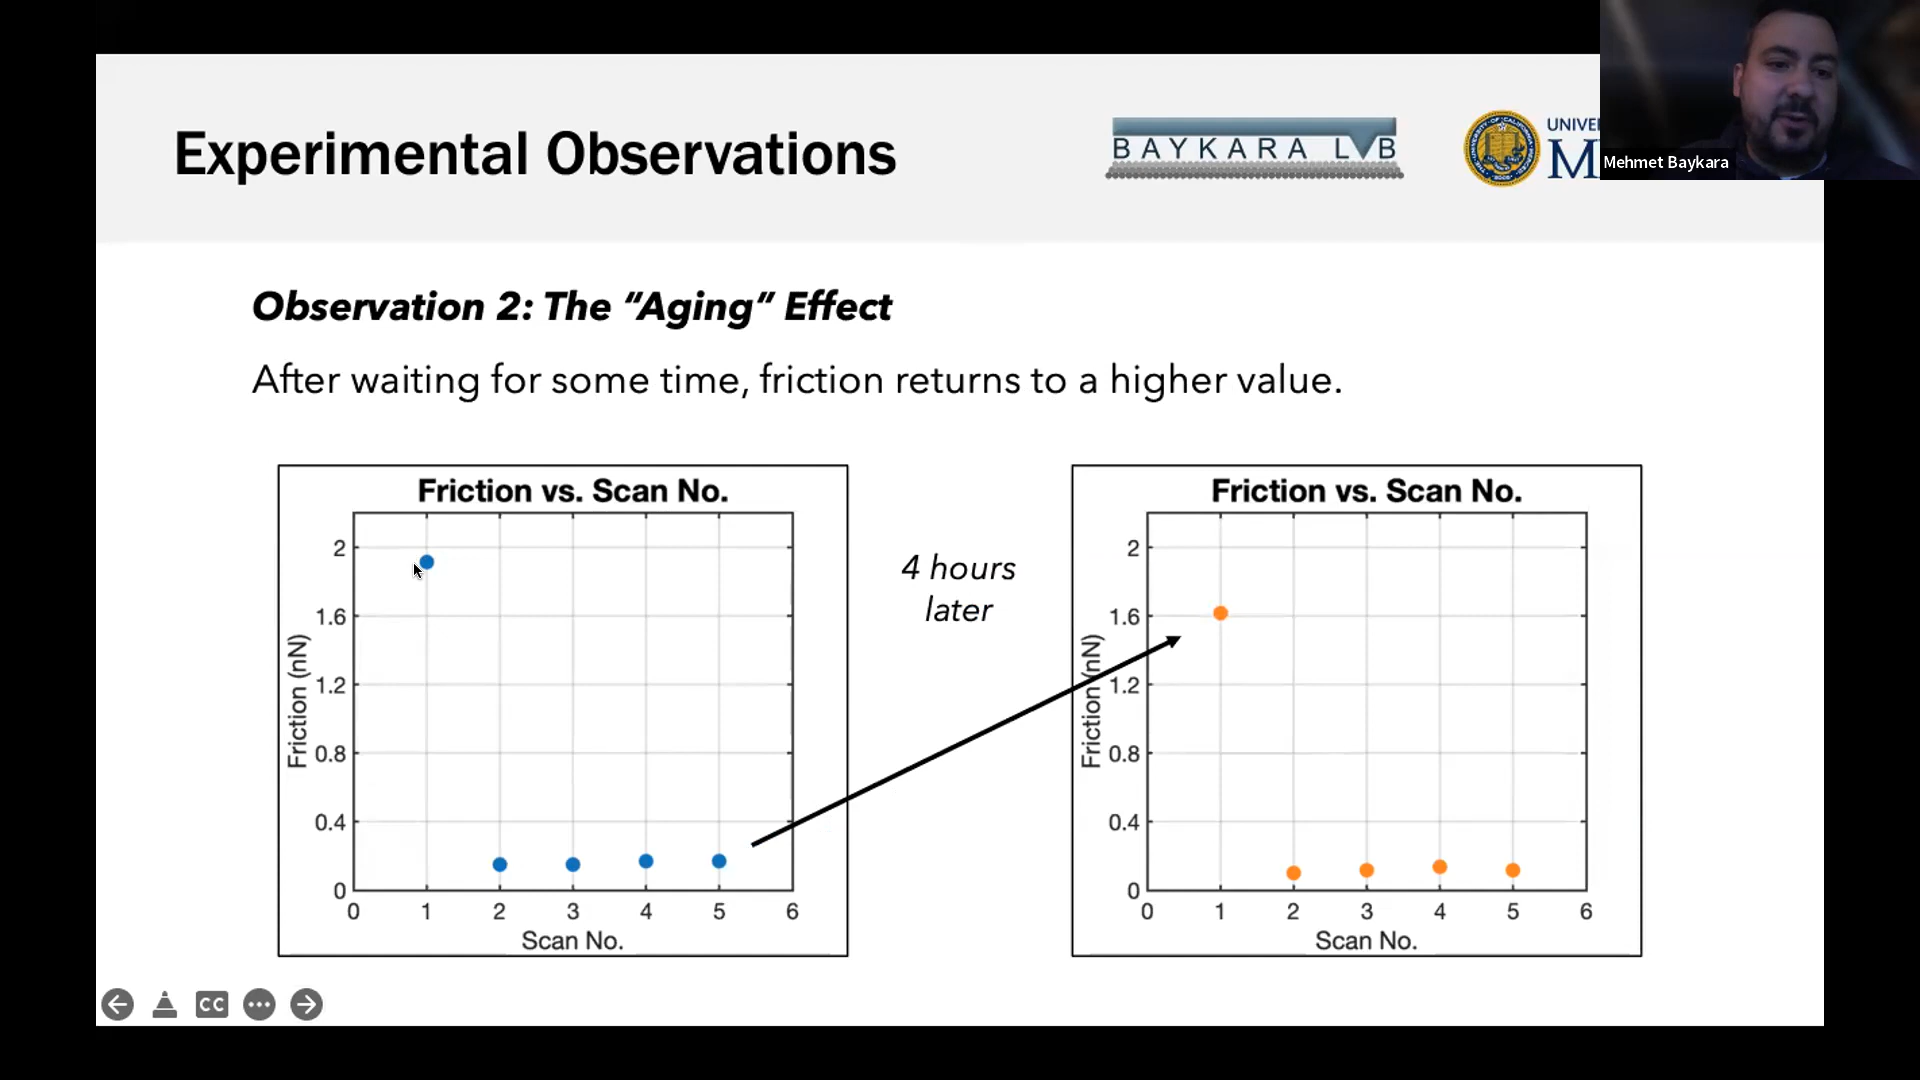 Experimental Observations
BAYKARA LAB
Mehmet Baykara
Observation 2: The “Aging” Effect
After waiting for some time, friction returns to a higher value.
Friction vs. Scan No.
2
1.6
1.2
0.8
0.4
0
Friction (nN)
0 1 2 3 4 5 6
Scan No.
4 hours
later
Friction vs. Scan No.
2
1.6
1.2
0.8
0.4
0
Friction (nN)
0 1 2 3 4 5 6
Scan No.
CC